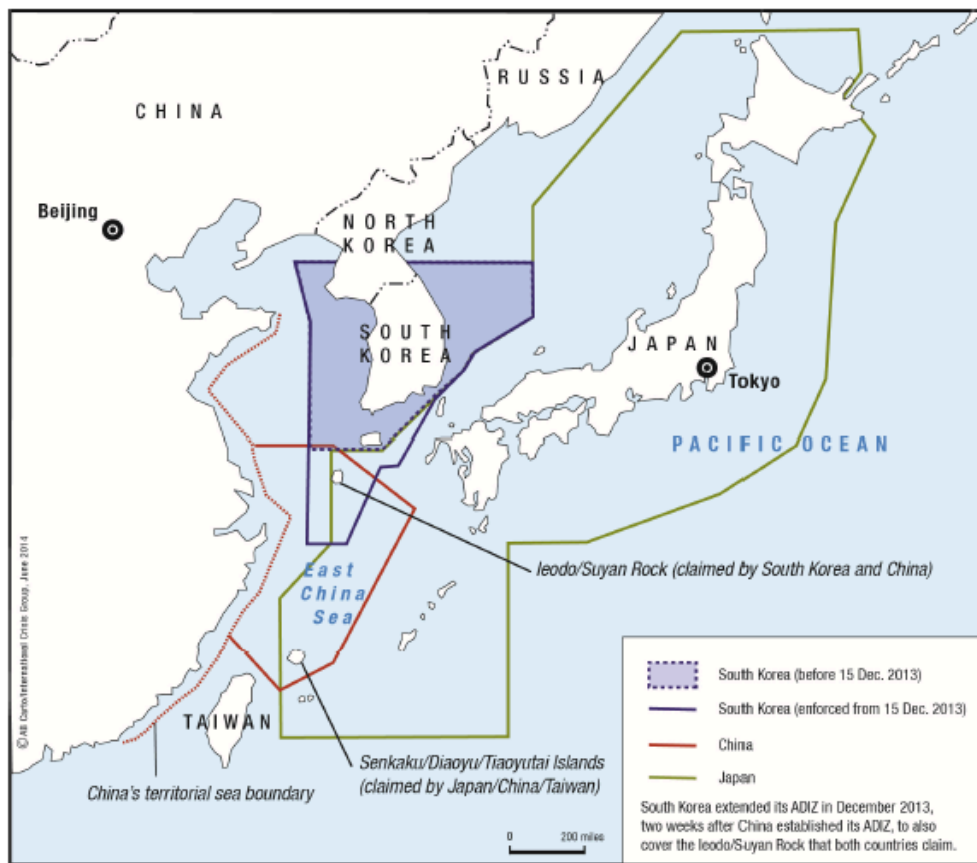 RUSSIA
CHINA
Beijing
NORTH
KOREA
SOUTH
KOREA
JAPAN
Tokyo
PACIFIC OCEAN
Ieodo/Suyan Rock (claimed by South Korea and China)
East
China
Sea
TAIWAN
Senkaku/Diaoyu/Tiaoyutai Islands
(claimed by Japan/China/Taiwan)
China's territorial sea boundary
0 200 miles
South Korea (before 15 Dec. 2013)
South Korea (enforced from 15 Dec. 2013)
China
Japan
South Korea extended its ADIZ in December 2013,
two weeks after China established its ADIZ, to also
cover the Ieodo/Suyan Rock that both countries claim.
©AB Carto/International Crisis Group, June 2014